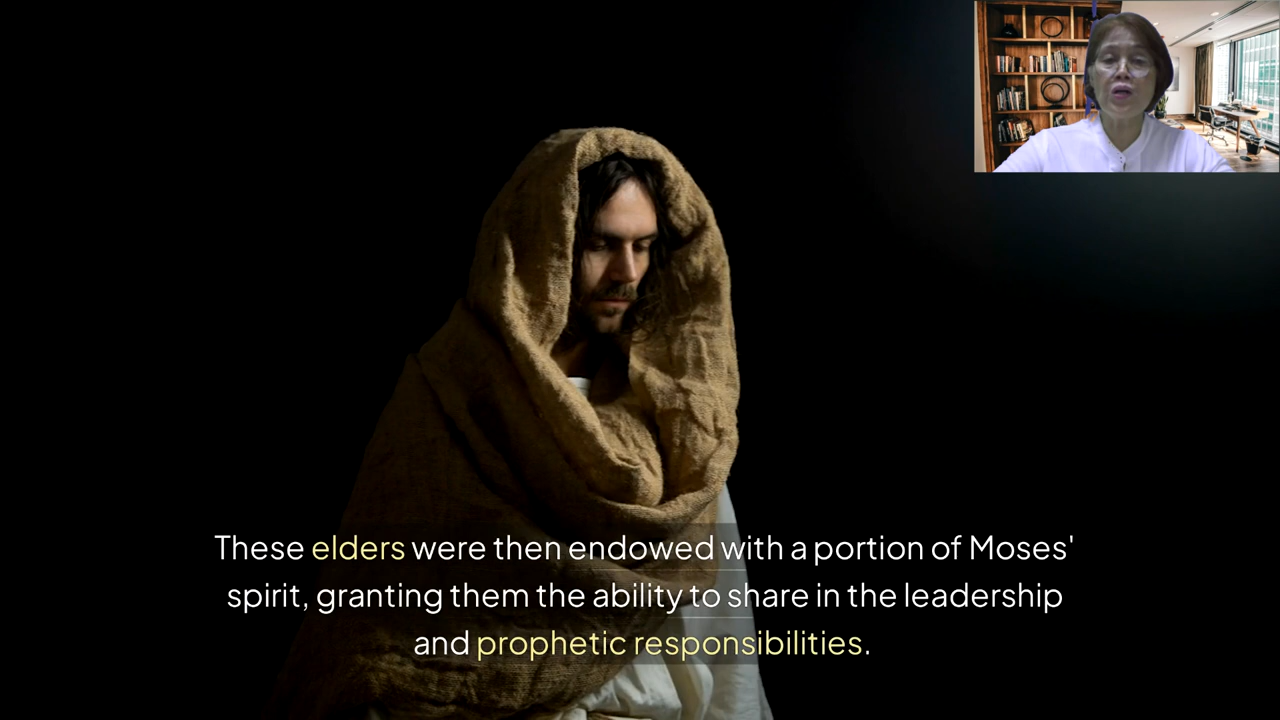 These elders were then endowed with a portion of Moses'
spirit, granting them the ability to share in the leadership
and prophetic responsibilities.